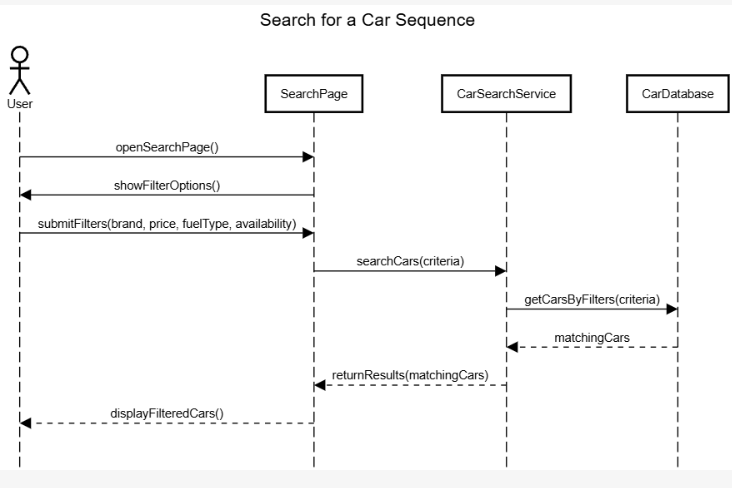 Search for a Car Sequence
User
SearchPage
CarSearchService
CarDatabase
openSearchPage()
showFilterOptions()
submitFilters(brand, price, fuelType, availability)
searchCars(criteria)
getCarsByFilters(criteria)
matchingCars
returnResults(matchingCars)
displayFilteredCars()